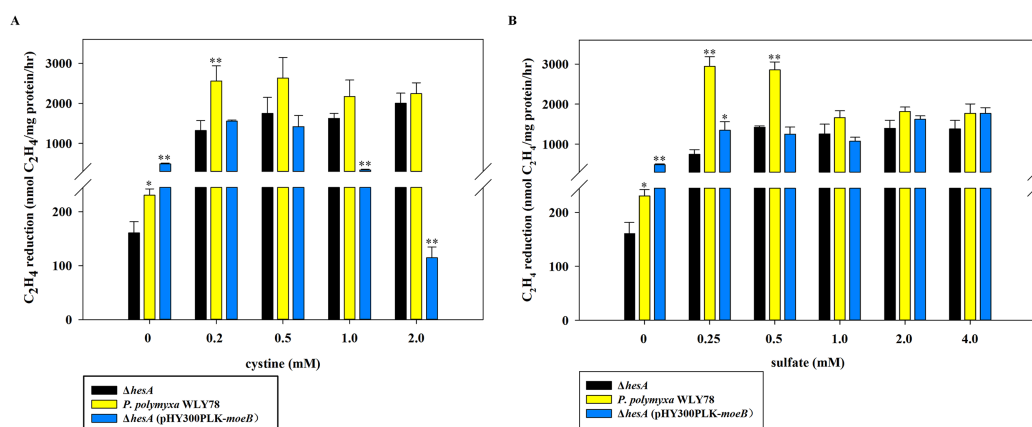 A
C2H4 reduction (nmol C2H4/mg protein/hr)
3000
2000
1000
200
100
0
**
*
**
**
**
0 0.2 0.5 1.0 2.0
cystine (mM)
ΔhesA
P. polymyxa WLY78
ΔhesA (pHY300PLK-moeB）
B
C2H4 reduction (nmol C2H4/mg protein/hr)
3000
2000
1000
200
100
0
**
**
*
**
*
0 0.25 0.5 1.0 2.0 4.0
sulfate (mM)
ΔhesA
P. polymyxa WLY78
ΔhesA (pHY300PLK-moeB）